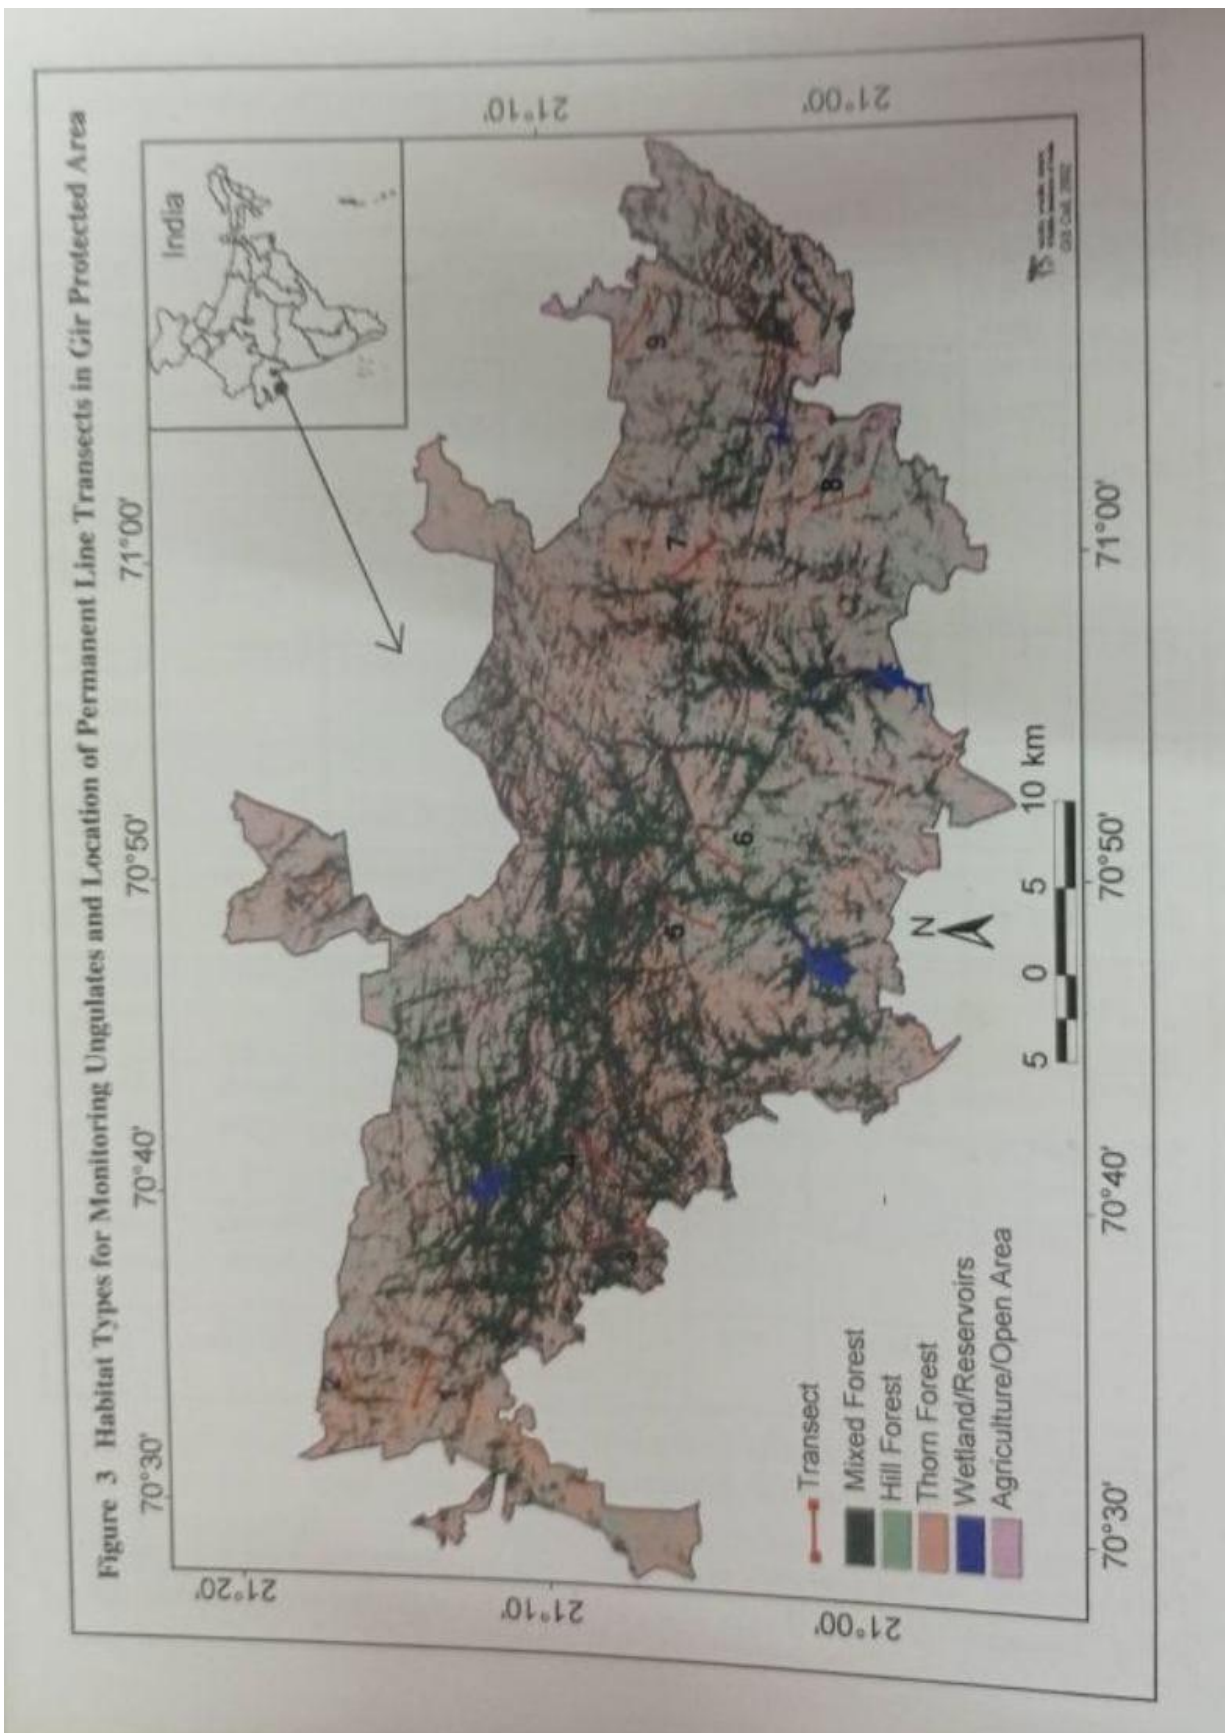 Figure 3 Habitat Types for Monitoring Ungulates and Location of Permanent Line Transects in Gir Protected Area
70°30'
70°40'
70°50'
71°00'
India
21°20'
21°10'
21°00'
21°10'
21°00'
3
4
5
6
7
8
9
Transect
Mixed Forest
Hill Forest
Thorn Forest
Wetland/Reservoirs
Agriculture/Open Area
N
5
0
5
10 km
70°30'
70°40'
70°50'
71°00'